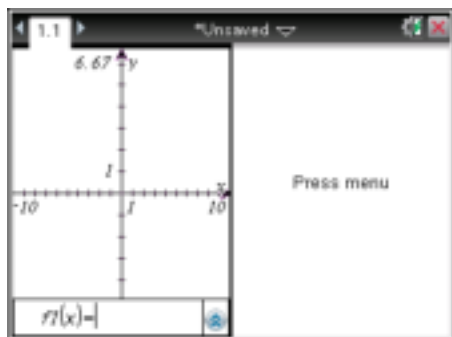 1.1 *Unsaved
6.67 y
1
x
-10 1 10
Press menu
f1(x)=